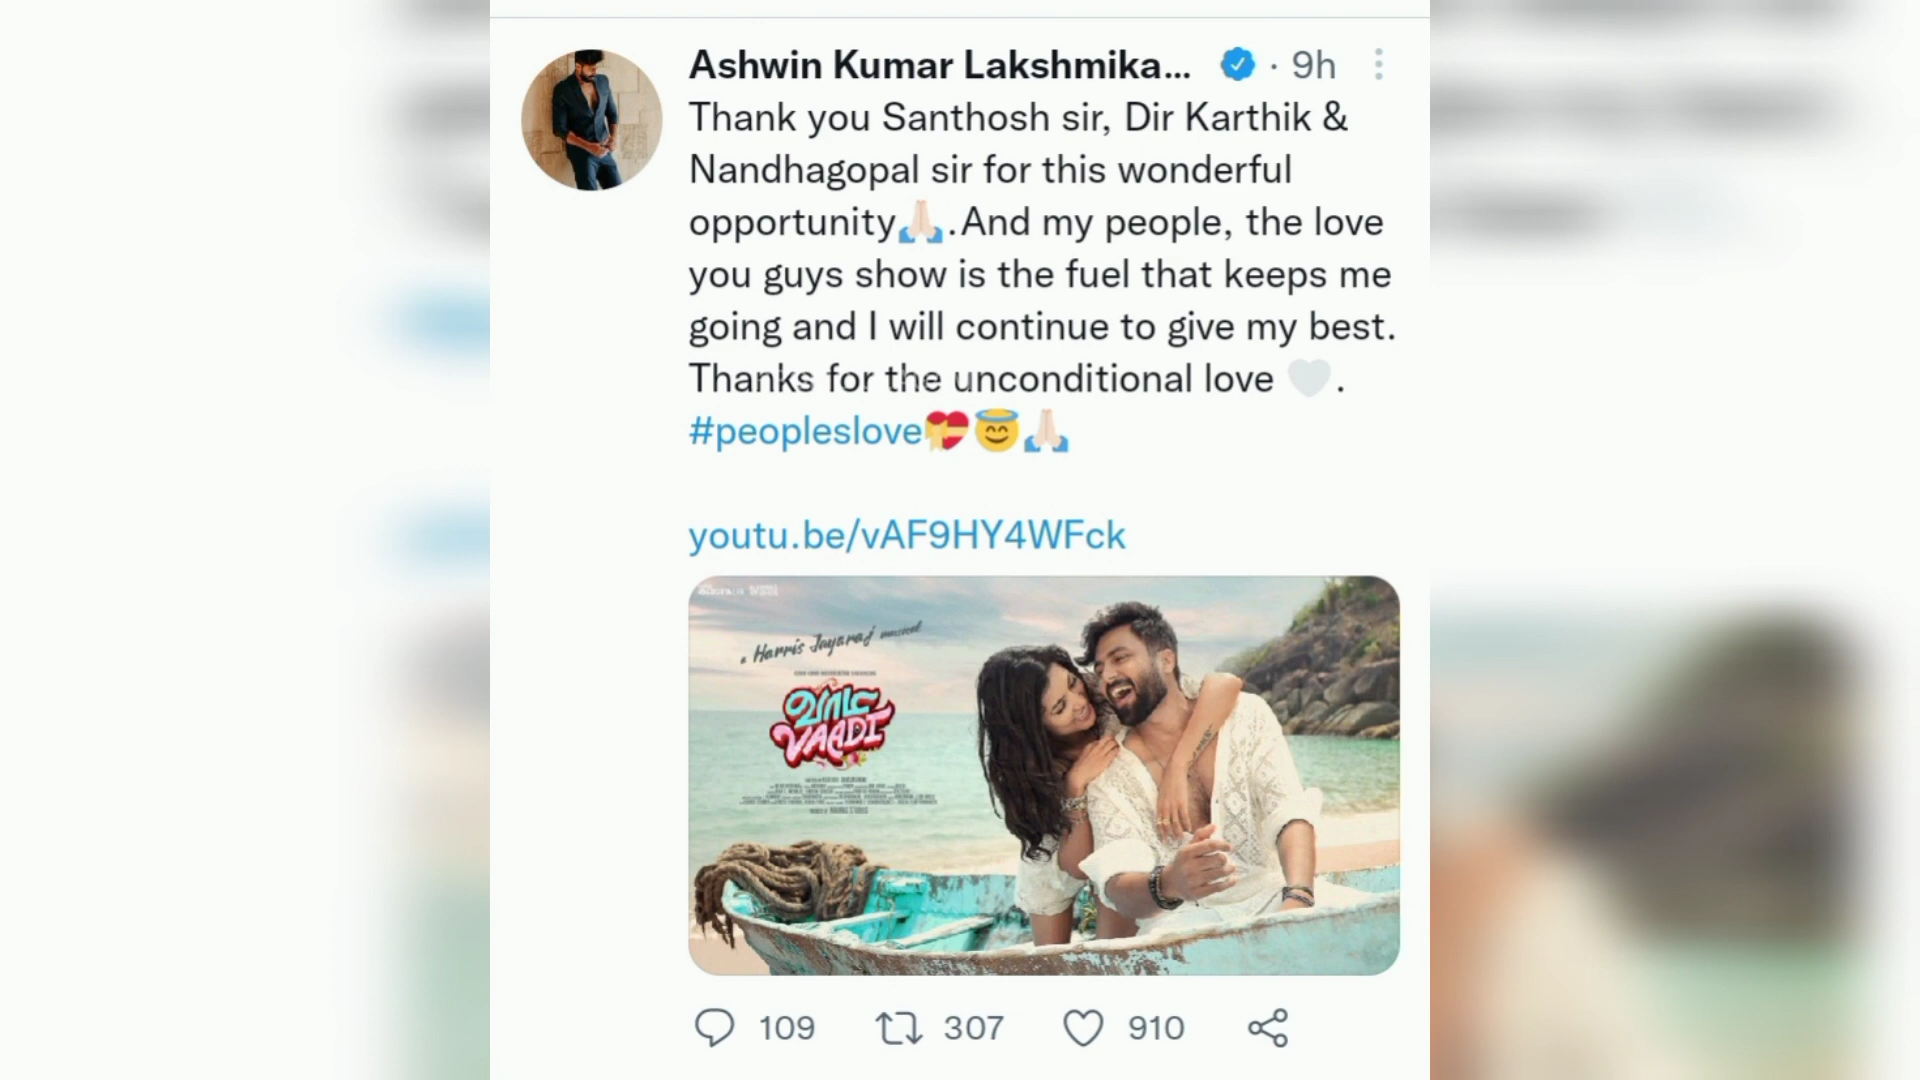 Ashwin Kumar Lakshmika... · 9h
Thank you Santhosh sir, Dir Karthik &
Nandhagopal sir for this wonderful
opportunity🙏🏻.And my people, the love
you guys show is the fuel that keeps me
going and I will continue to give my best.
Thanks for the unconditional love 🤍.
#peopleslove💝😇🙏🏻
youtu.be/vAF9HY4WFck
a Harris Jayaraj musical
வாடி
VAADI
109 307 910